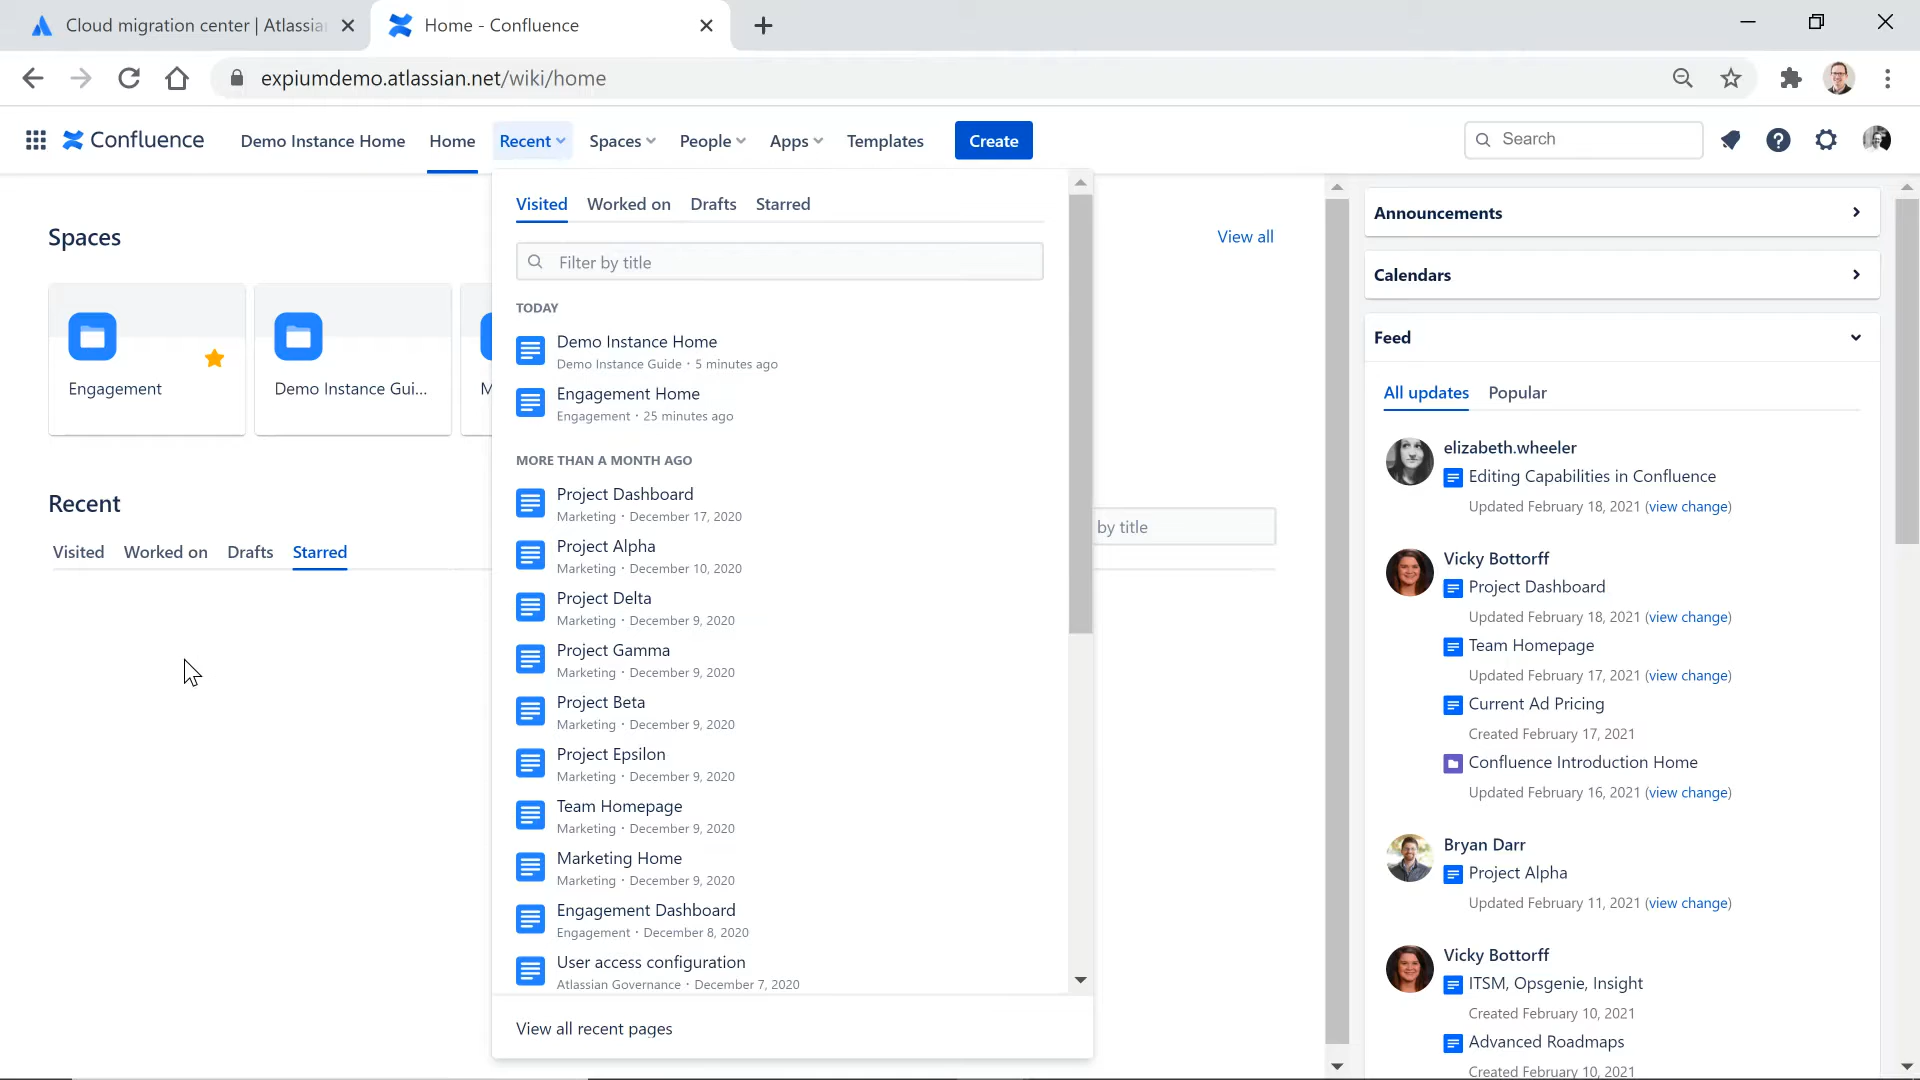 Cloud migration center | Atlassia
Home - Confluence
expiumdemo.atlassian.net/wiki/home
Confluence
Demo Instance Home
Home
Recent
Spaces
People
Apps
Templates
Create
Search
Spaces
Engagement
Demo Instance Gui...
M
View all
Recent
Visited
Worked on
Drafts
Starred
by title
Visited
Worked on
Drafts
Starred
Filter by title
TODAY
Demo Instance Home
Demo Instance Guide • 5 minutes ago
Engagement Home
Engagement • 25 minutes ago
MORE THAN A MONTH AGO
Project Dashboard
Marketing • December 17, 2020
Project Alpha
Marketing • December 10, 2020
Project Delta
Marketing • December 9, 2020
Project Gamma
Marketing • December 9, 2020
Project Beta
Marketing • December 9, 2020
Project Epsilon
Marketing • December 9, 2020
Team Homepage
Marketing • December 9, 2020
Marketing Home
Marketing • December 9, 2020
Engagement Dashboard
Engagement • December 8, 2020
User access configuration
Atlassian Governance • December 7, 2020
View all recent pages
Announcements
Calendars
Feed
All updates
Popular
elizabeth.wheeler
Editing Capabilities in Confluence
Updated February 18, 2021 (view change)
Vicky Bottorff
Project Dashboard
Updated February 18, 2021 (view change)
Team Homepage
Updated February 17, 2021 (view change)
Current Ad Pricing
Created February 17, 2021
Confluence Introduction Home
Updated February 16, 2021 (view change)
Bryan Darr
Project Alpha
Updated February 11, 2021 (view change)
Vicky Bottorff
ITSM, Opsgenie, Insight
Created February 10, 2021
Advanced Roadmaps
Created February 10, 2021